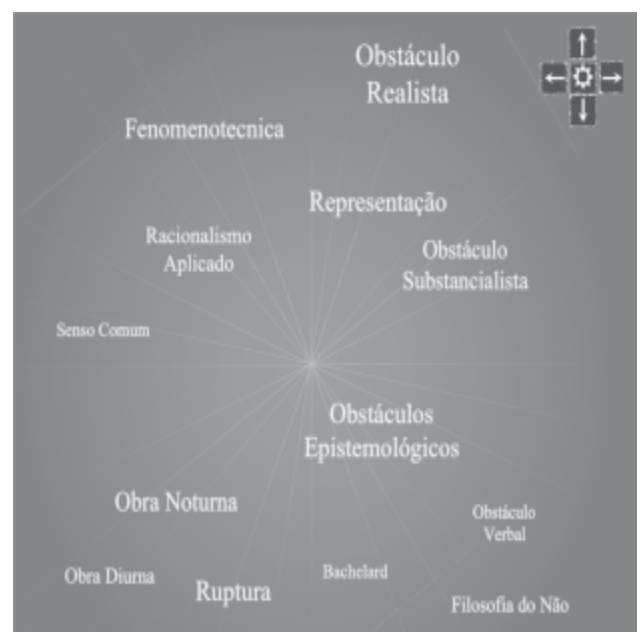 Obstáculo
Realista
Fenomenotecnica
Representação
Racionalismo
Aplicado
Obstáculo
Substancialista
Senso Comum
Obstáculos
Epistemológicos
Obra Noturna
Obstáculo
Verbal
Obra Diurna
Ruptura
Bachelard
Filosofia do Não